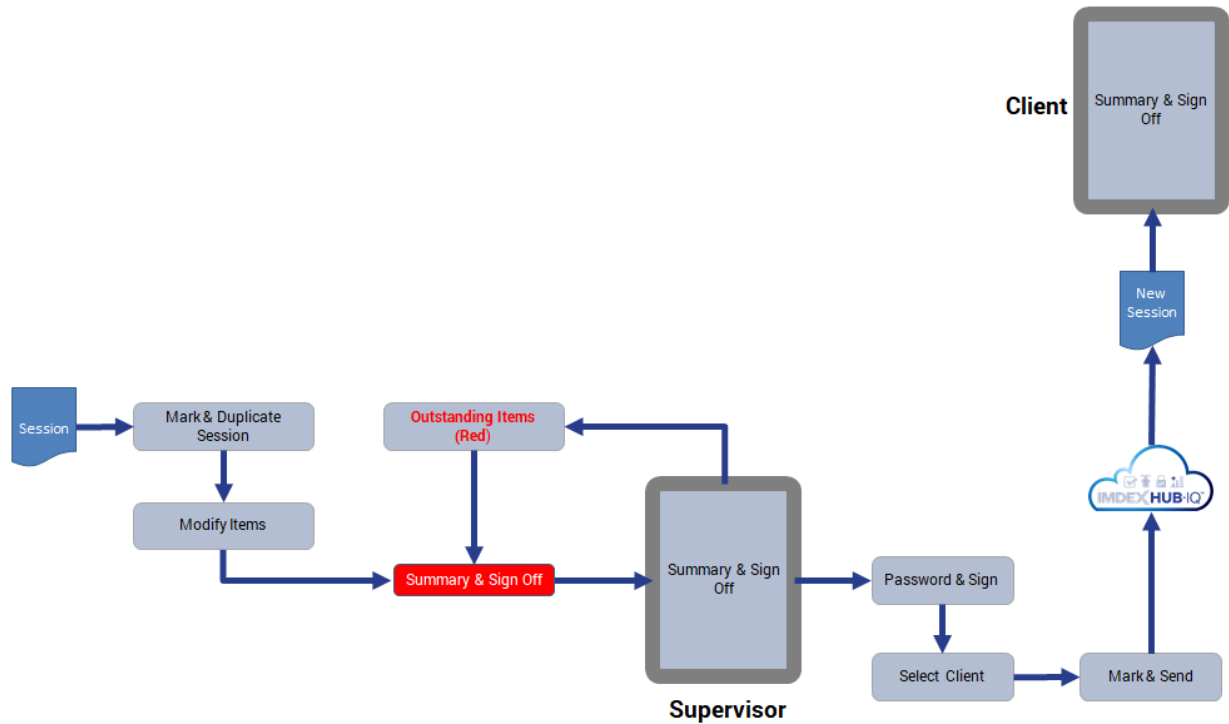 Client
Summary & Sign
Off
New
Session
Session
Mark & Duplicate
Session
Outstanding Items
(Red)
IMDEX HUB-IQ™
Modify Items
Summary & Sign Off
Summary & Sign
Off
Password & Sign
Select Client
Mark & Send
Supervisor